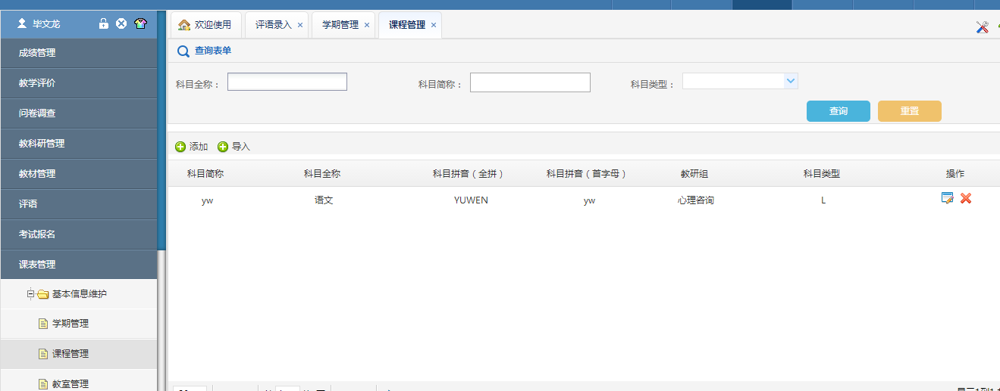 毕文龙
欢迎使用 评语录入 × 学期管理 × 课程管理 ×
成绩管理
教学评价
问卷调查
教科研管理
教材管理
评语
考试报名
课表管理
基本信息维护
学期管理
课程管理
教室管理
查询表单
科目全称： 科目简称： 科目类型：
查询 重置
添加 导入
科目简称 科目全称 科目拼音（全拼） 科目拼音（首字母） 教研组 科目类型 操作
yw 语文 YUWEN yw 心理咨询 L